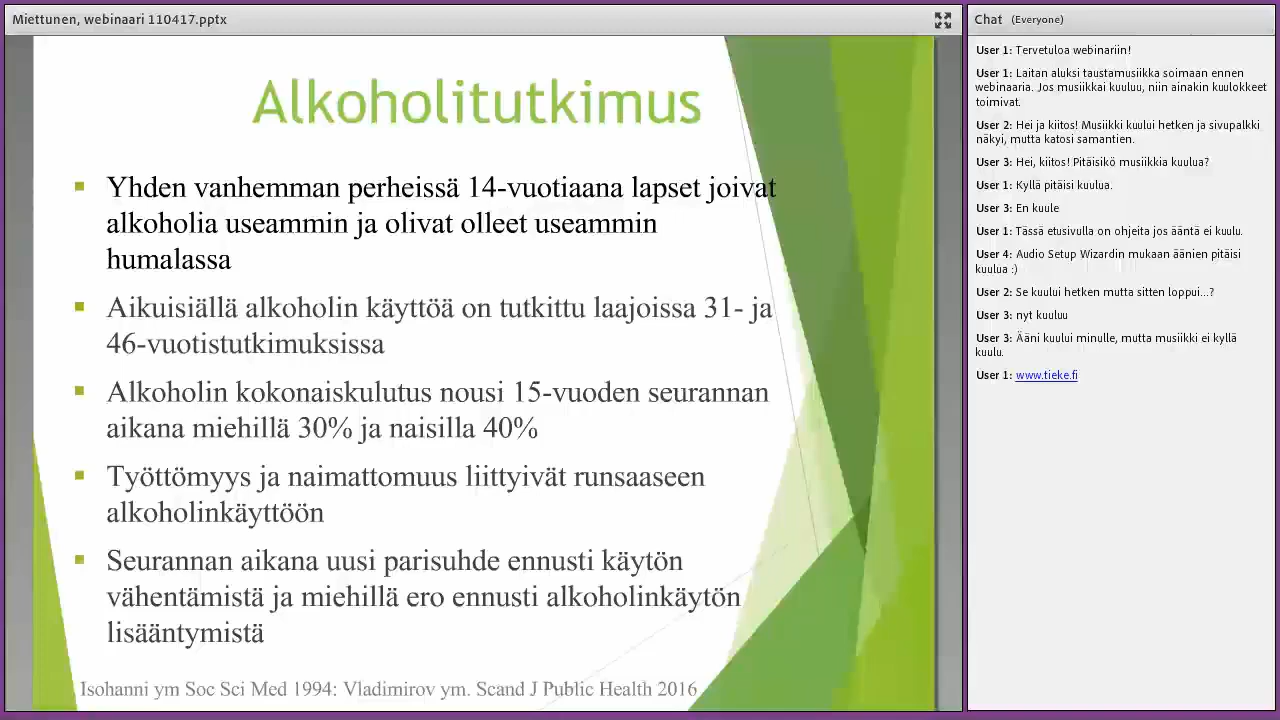 Miettunen, webinaari 110417.pptx
Alkoholitutkimus
Yhden vanhemman perheissä 14-vuotiaana lapset joivat
alkoholia useammin ja olivat olleet useammin
humalassa
Aikuisiällä alkoholin käyttöä on tutkittu laajoissa 31- ja
46-vuotistutkimuksissa
Alkoholin kokonaiskulutus nousi 15-vuoden seurannan
aikana miehillä 30% ja naisilla 40%
Työttömyys ja naimattomuus liittyivät runsaaseen
alkoholinkäyttöön
Seurannan aikana uusi parisuhde ennusti käytön
vähentämistä ja miehillä ero ennusti alkoholinkäytön
lisääntymistä
Isohanni ym Soc Sci Med 1994: Vladimirov ym. Scand J Public Health 2016
Chat (Everyone)
User 1: Tervetuloa webinariin!
User 1: Laitan aluksi taustamusiikka soimaan ennen
webinaaria. Jos musiikkai kuuluu, niin ainakin kuulokkeet
toimivat.
User 2: Hei ja kiitos! Musiikki kuului hetken ja sivupalkki
näkyi, mutta katosi samantien.
User 3: Hei, kiitos! Pitäisikö musiikkia kuulua?
User 1: Kyllä pitäisi kuulua.
User 3: En kuule
User 1: Tässä etusivulla on ohjeita jos ääntä ei kuulu.
User 4: Audio Setup Wizardin mukaan äänien pitäisi
kuulua :)
User 2: Se kuului hetken mutta sitten loppui...?
User 3: nyt kuuluu
User 3: Ääni kuului minulle, mutta musiikki ei kyllä
kuulu.
User 1: www.tieke.fi